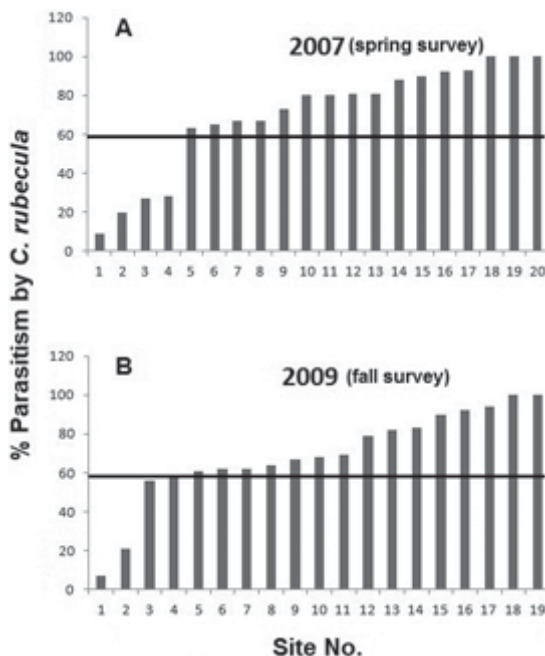 % Parasitism by C. rubecula
A
2007 (spring survey)
120
100
80
60
40
20
0
1 2 3 4 5 6 7 8 9 10 11 12 13 14 15 16 17 18 19 20
B
2009 (fall survey)
120
100
80
60
40
20
0
1 2 3 4 5 6 7 8 9 10 11 12 13 14 15 16 17 18 19
Site No.